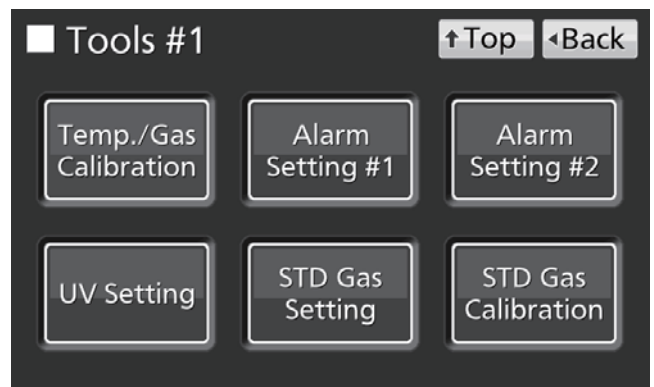 Tools #1
Top
Back
Temp./Gas
Calibration
Alarm
Setting #1
Alarm
Setting #2
UV Setting
STD Gas
Setting
STD Gas
Calibration